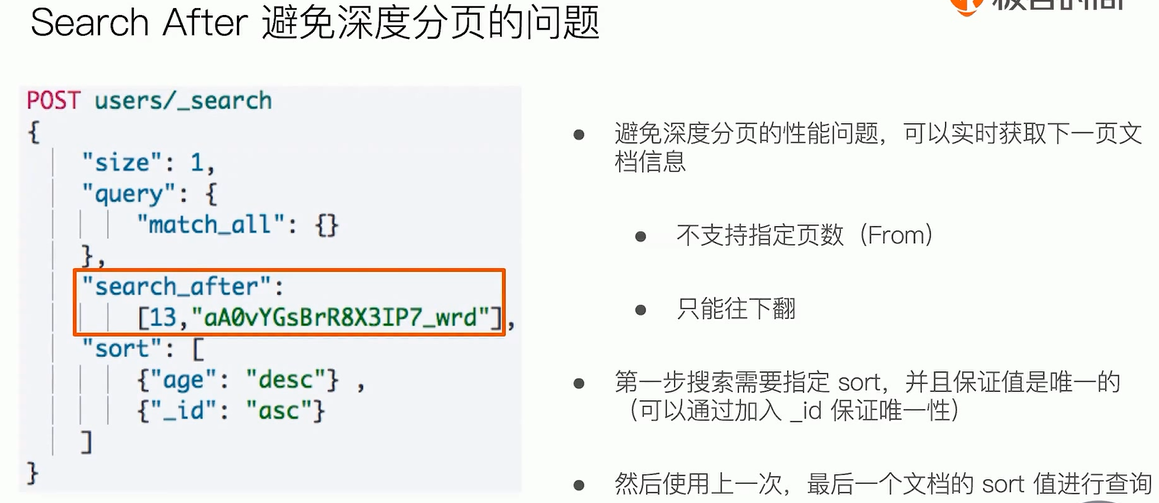 Search After 避免深度分页的问题
POST users/_search
{
"size": 1,
"query": {
"match_all": {}
},
"search_after":
[13,"aA0vYGsBrR8X3IP7_wrd"],
"sort": [
{"age": "desc"} ,
{"_id": "asc"}
]
}
• 避免深度分页的性能问题，可以实时获取下一页文
档信息
• 不支持指定页数（From）
• 只能往下翻
• 第一步搜索需要指定 sort，并且保证值是唯一的
（可以通过加入 _id 保证唯一性）
• 然后使用上一次，最后一个文档的 sort 值进行查询